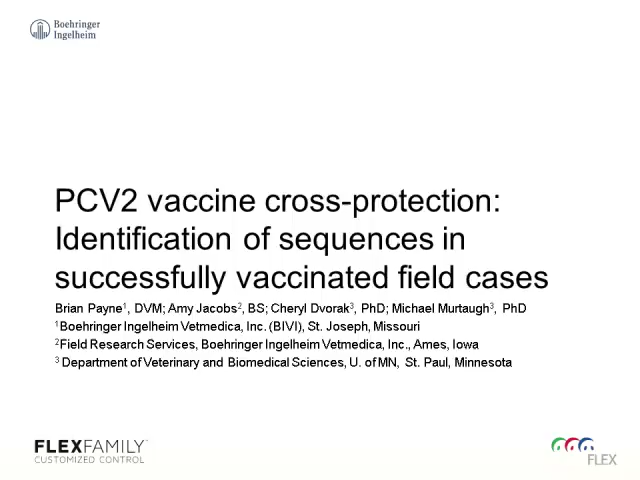 Boehringer
Ingelheim
PCV2 vaccine cross-protection:
Identification of sequences in
successfully vaccinated field cases
Brian Payne¹, DVM; Amy Jacobs², BS; Cheryl Dvorak³, PhD; Michael Murtaugh³, PhD
¹Boehringer Ingelheim Vetmedica, Inc. (BIVI), St. Joseph, Missouri
²Field Research Services, Boehringer Ingelheim Vetmedica, Inc., Ames, Iowa
³ Department of Veterinary and Biomedical Sciences, U. of MN, St. Paul, Minnesota
FLEXFAMILY
CUSTOMIZED CONTROL
FLEX